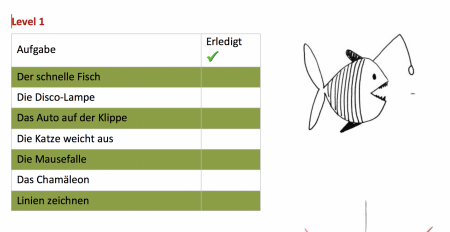 Level 1
Aufgabe
Erledigt
✓
Der schnelle Fisch
Die Disco-Lampe
Das Auto auf der Klippe
Die Katze weicht aus
Die Mausefalle
Das Chamäleon
Linien zeichnen